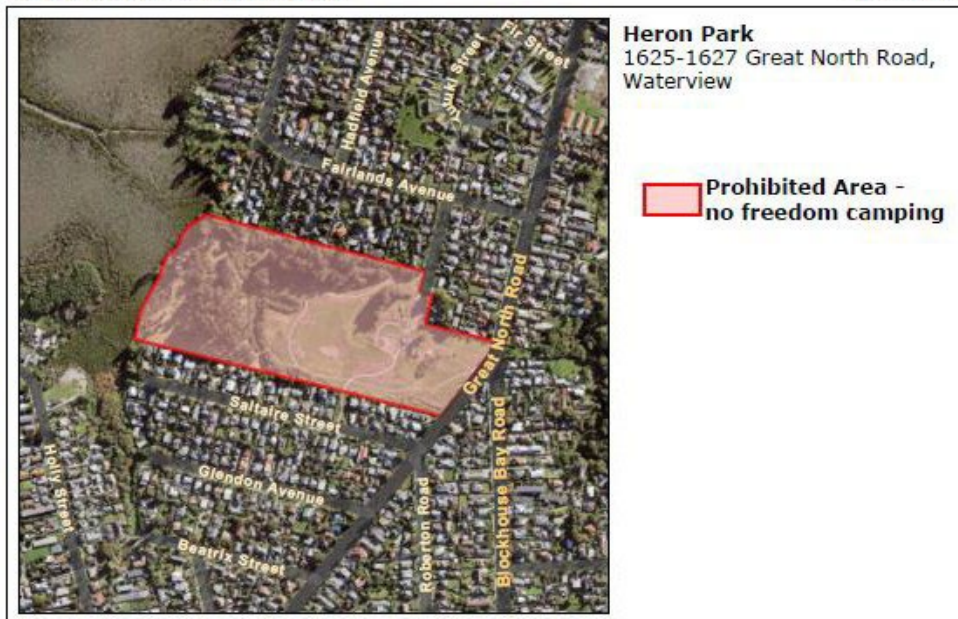 Heron Park
1625-1627 Great North Road,
Waterview
Prohibited Area -
no freedom camping
Fir Street
Hadfield Avenue
Street
Fairlands Avenue
Great North Road
Saltaire Street
Blockhouse Bay Road
Holly Street
Glendon Avenue
Roberton Road
Beatrix Street